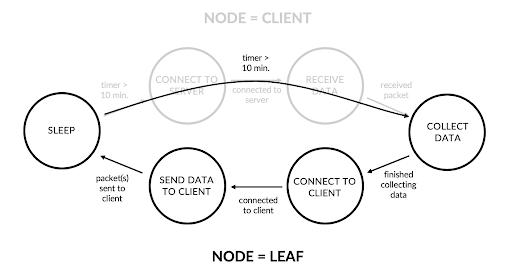 NODE = CLIENT
timer >
10 min.
timer >
10 min.
CONNECT TO
SERVER
connected to
server
RECEIVE
DATA
received
packet
SLEEP
COLLECT
DATA
packet(s)
sent to
client
SEND DATA
TO CLIENT
connected
to client
CONNECT TO
CLIENT
finished
collecting
data
NODE = LEAF